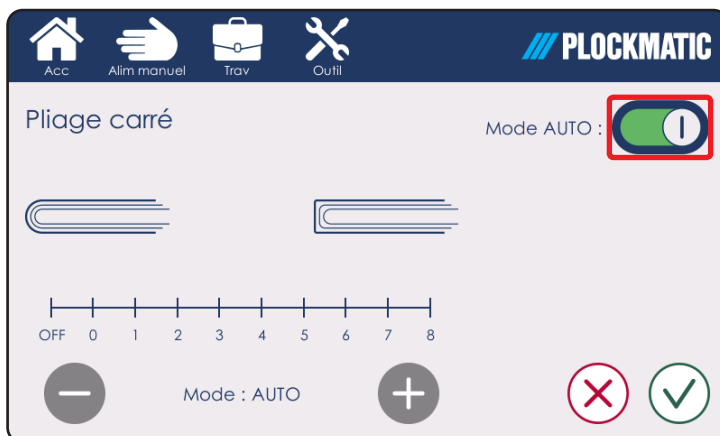 Acc Alim manuel Trav Outil PLOCKMATIC
Pliage carré Mode AUTO :
OFF 0 1 2 3 4 5 6 7 8
Mode : AUTO